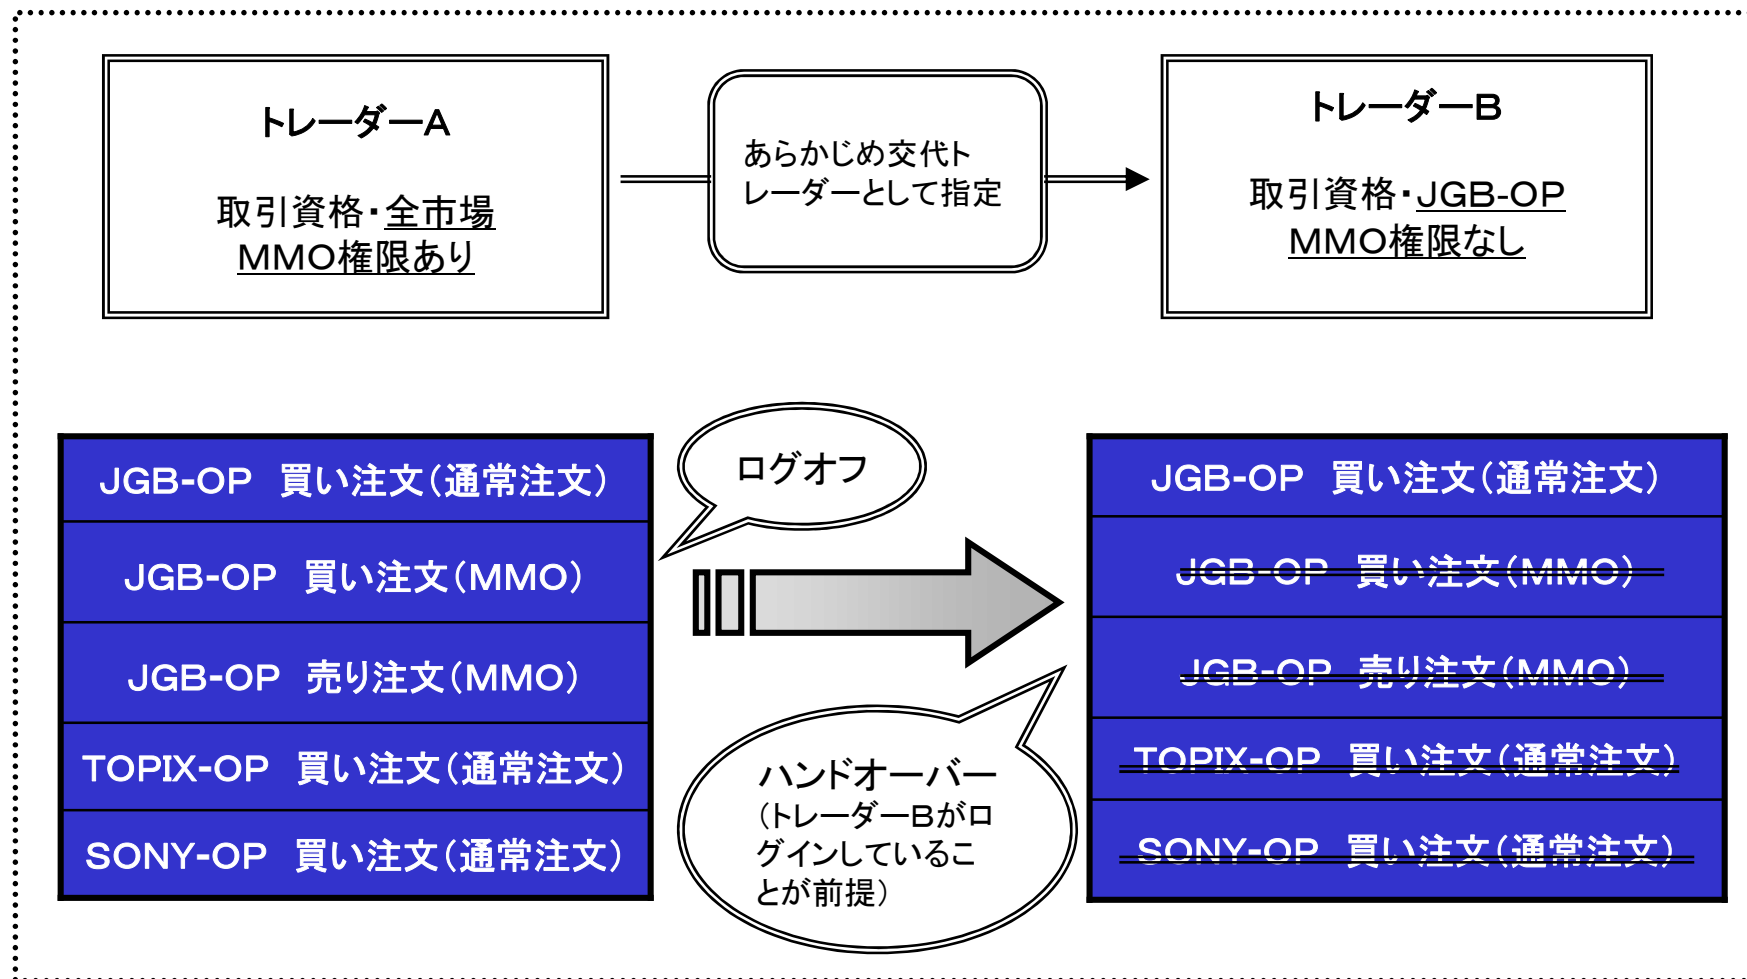 トレーダーA
取引資格・全市場
MMO権限あり
あらかじめ交代ト
レーダーとして指定
トレーダーB
取引資格・JGB-OP
MMO権限なし
JGB-OP　買い注文(通常注文)
JGB-OP　買い注文(MMO)
JGB-OP　売り注文(MMO)
TOPIX-OP　買い注文(通常注文)
SONY-OP　買い注文(通常注文)
ログオフ
ハンドオーバー
(トレーダーBがロ
グインしているこ
とが前提)
JGB-OP　買い注文(通常注文)
JGB-OP　買い注文(MMO)
JGB-OP　売り注文(MMO)
TOPIX-OP　買い注文(通常注文)
SONY-OP　買い注文(通常注文)